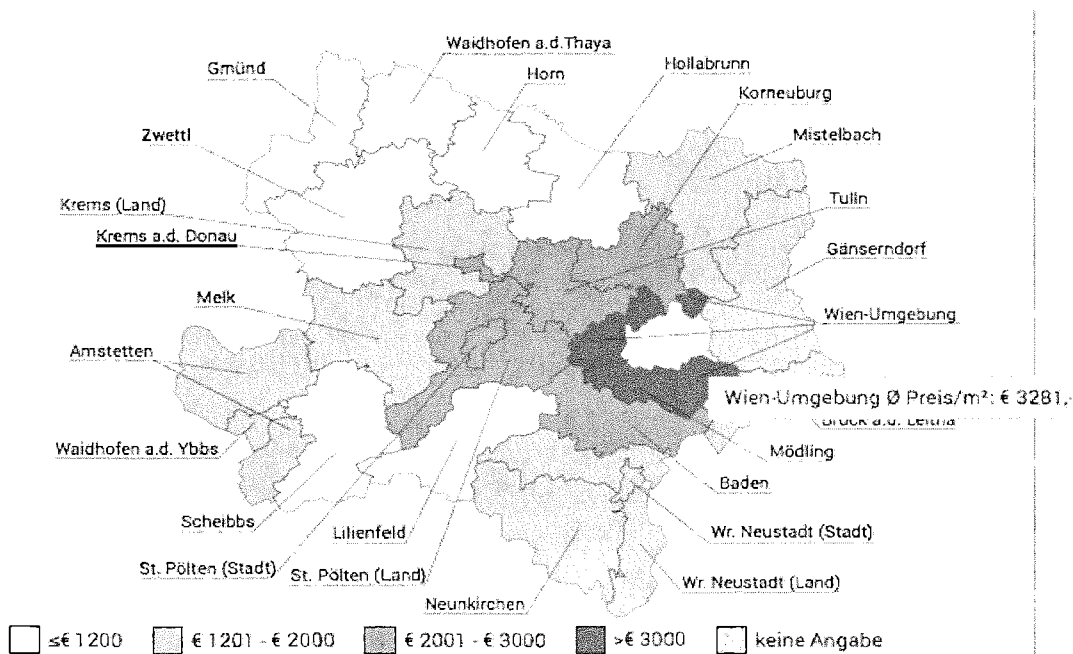 Waidhofen a.d.Thaya
Gmünd
Horn
Hollabrunn
Korneuburg
Zwettl
Mistelbach
Krems (Land)
Tulln
Krems a.d. Donau
Gänserndorf
Melk
Wien-Umgebung
Amstetten
Wien-Umgebung Ø Preis/m²: € 3281,-
Bruck a.d. Leitha
Waidhofen a.d. Ybbs
Mödling
Baden
Scheibbs
Lilienfeld
Wr. Neustadt (Stadt)
St. Pölten (Stadt)
St. Pölten (Land)
Wr. Neustadt (Land)
Neunkirchen
≤€ 1200 € 1201 - € 2000 € 2001 - € 3000 >€ 3000 keine Angabe